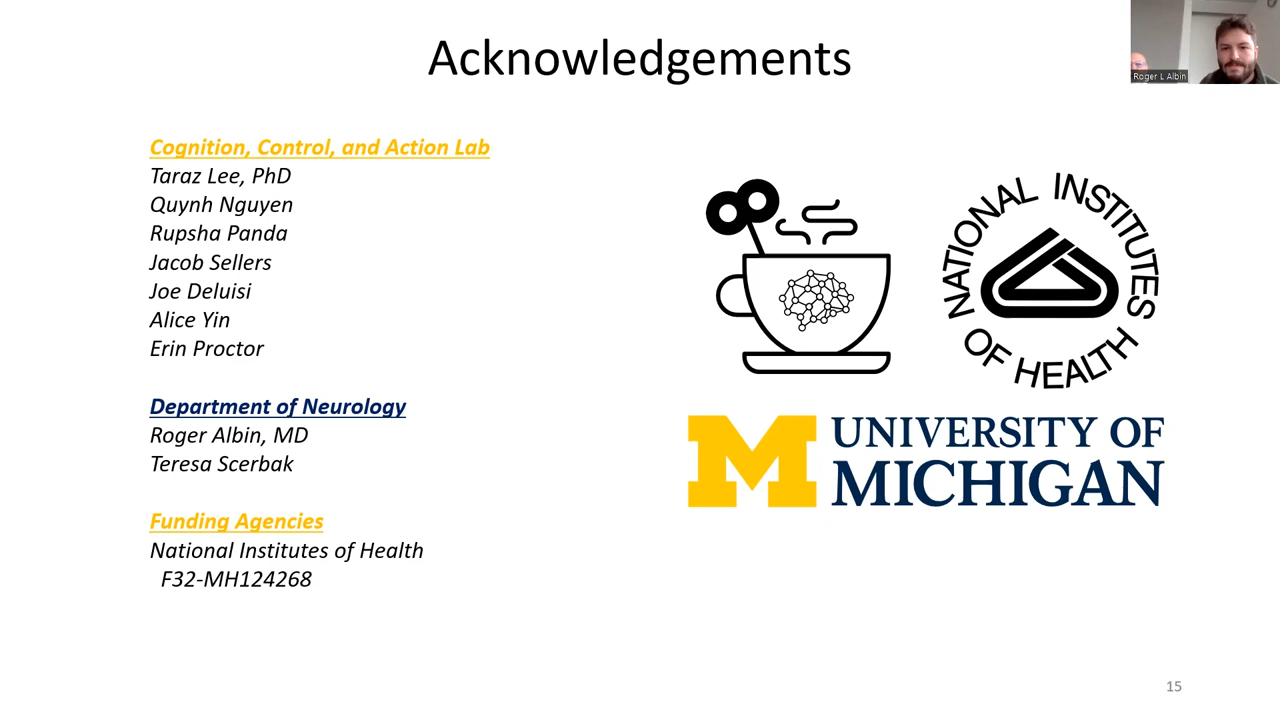 Acknowledgements
Roger L Albin
Cognition, Control, and Action Lab
Taraz Lee, PhD
Quynh Nguyen
Rupsha Panda
Jacob Sellers
Joe Deluisi
Alice Yin
Erin Proctor
Department of Neurology
Roger Albin, MD
Teresa Scerbak
Funding Agencies
National Institutes of Health
F32-MH124268
NATIONAL INSTITUTES
OF HEALTH
M UNIVERSITY OF
MICHIGAN
15